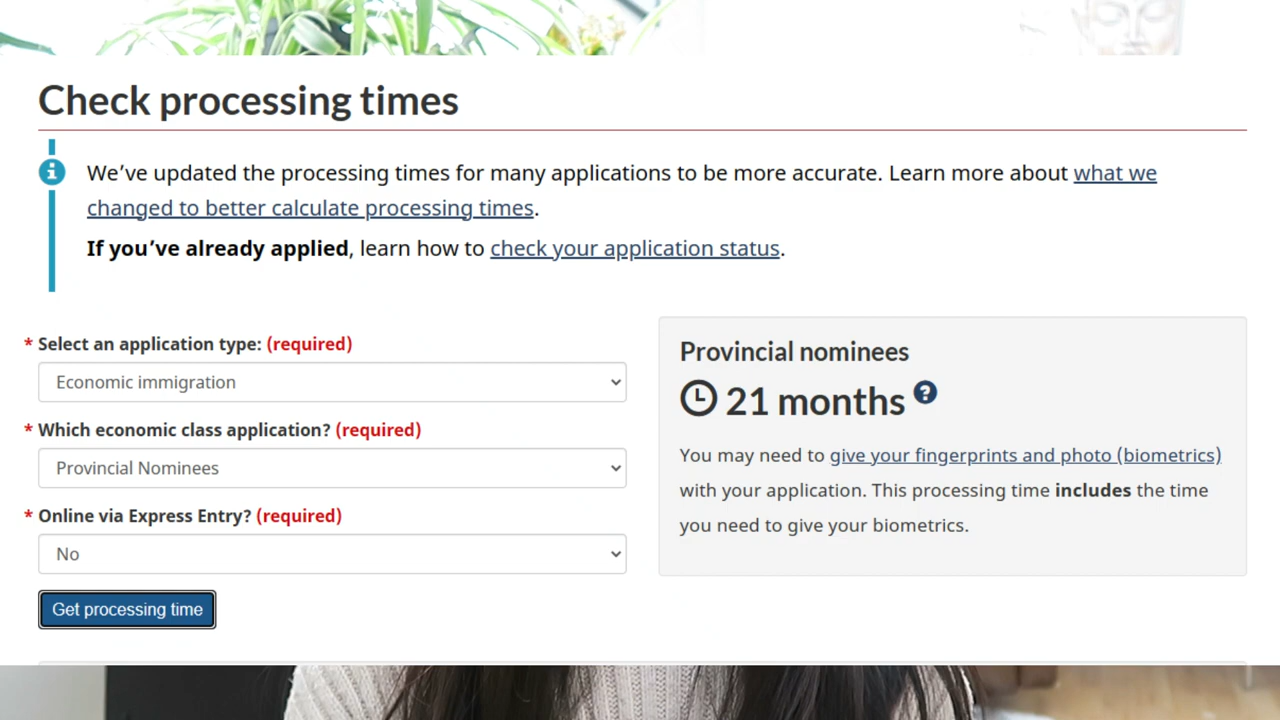 Check processing times
We’ve updated the processing times for many applications to be more accurate. Learn more about what we
changed to better calculate processing times.
If you’ve already applied, learn how to check your application status.
* Select an application type: (required)
Economic immigration
* Which economic class application? (required)
Provincial Nominees
* Online via Express Entry? (required)
No
Get processing time
Provincial nominees
21 months
You may need to give your fingerprints and photo (biometrics)
with your application. This processing time includes the time
you need to give your biometrics.